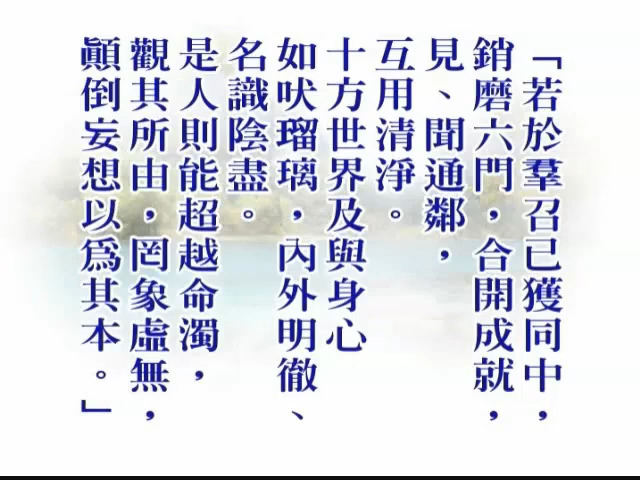 「若於羣召已獲同中，
銷磨六門，合開成就，
見、聞通鄰，
互用清淨。
十方世界及與身心
如吠瑠璃，內外明徹、
名識陰盡。
是人則能超越命濁，
觀其所由，罔象虛無，
顚倒妄想以爲其本。」